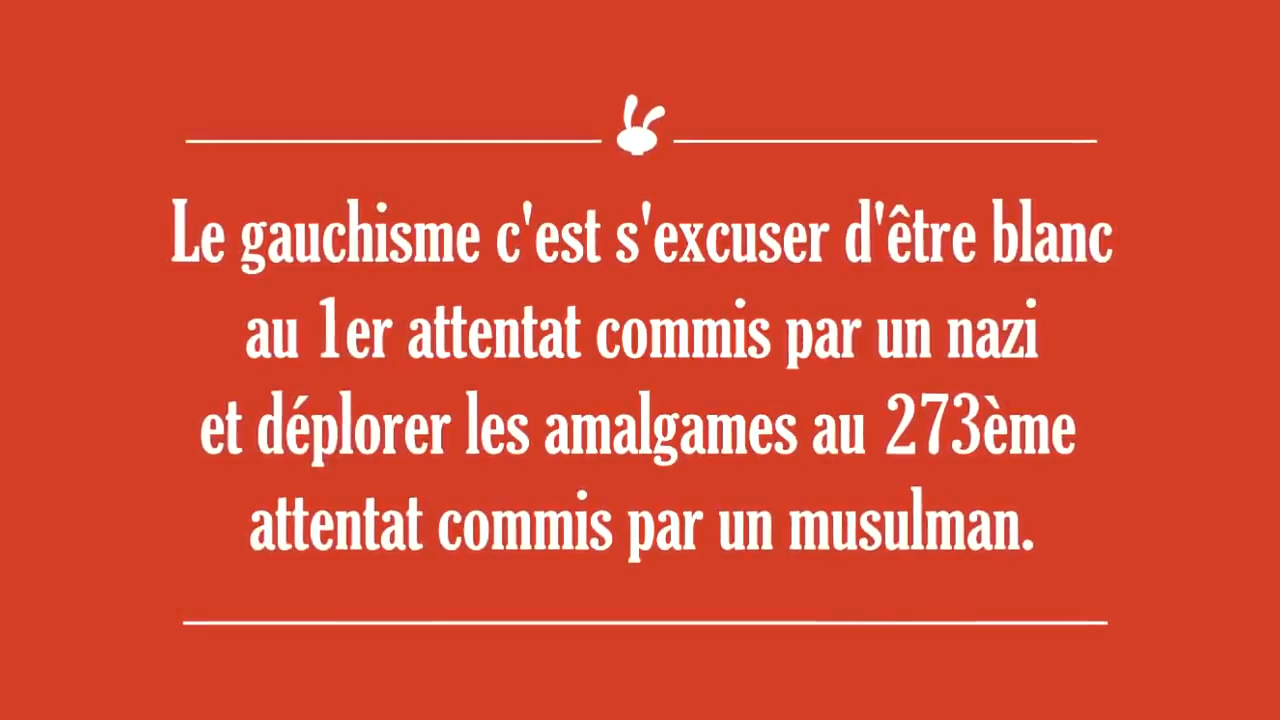 Le gauchisme c'est s'excuser d'être blanc
au 1er attentat commis par un nazi
et déplorer les amalgames au 273ème
attentat commis par un musulman.